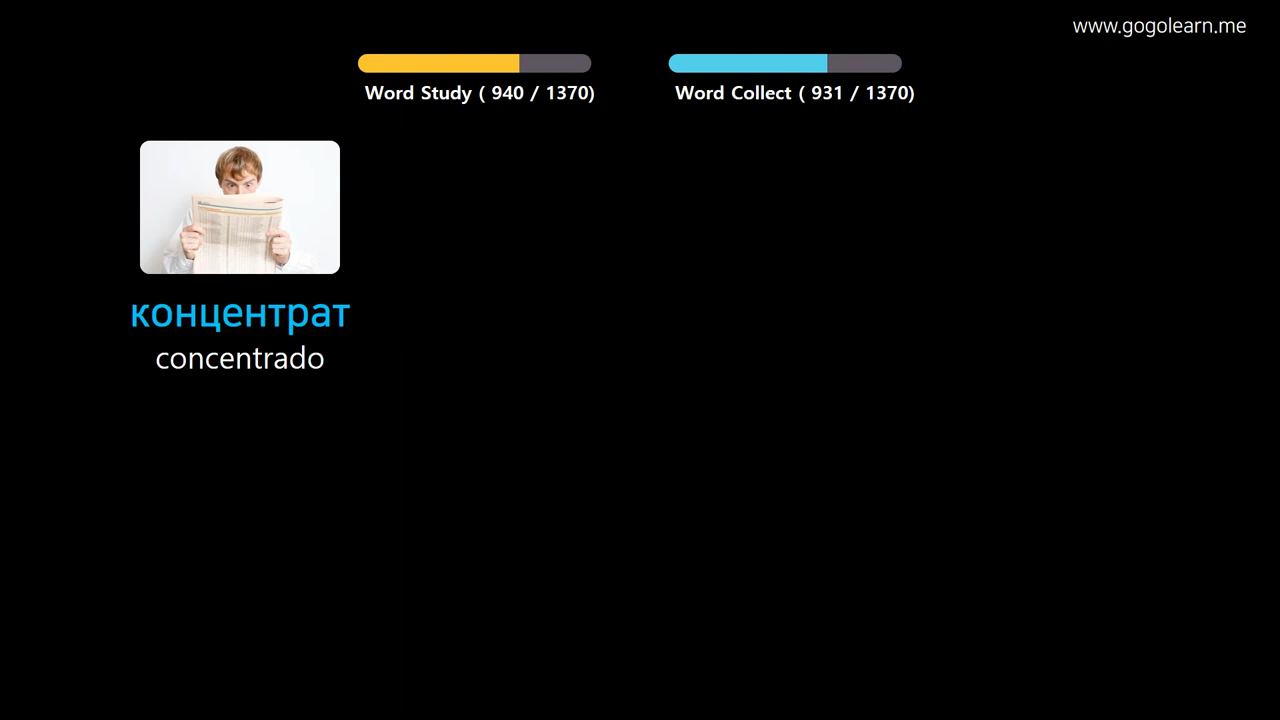 www.gogolearn.me
Word Study ( 940 / 1370)
Word Collect ( 931 / 1370)
концентрат
concentrado